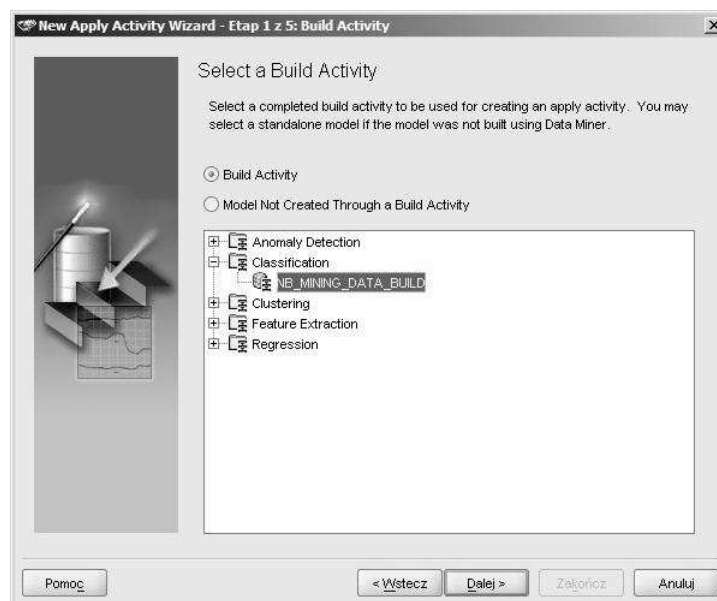 New Apply Activity Wizard - Etap 1 z 5: Build Activity
Select a Build Activity
Select a completed build activity to be used for creating an apply activity. You may
select a standalone model if the model was not built using Data Miner.
Build Activity
Model Not Created Through a Build Activity
Anomaly Detection
Classification
NB_MINING_DATA_BUILD
Clustering
Feature Extraction
Regression
Pomoc
< Wstecz
Dalej >
Zakończ
Anuluj